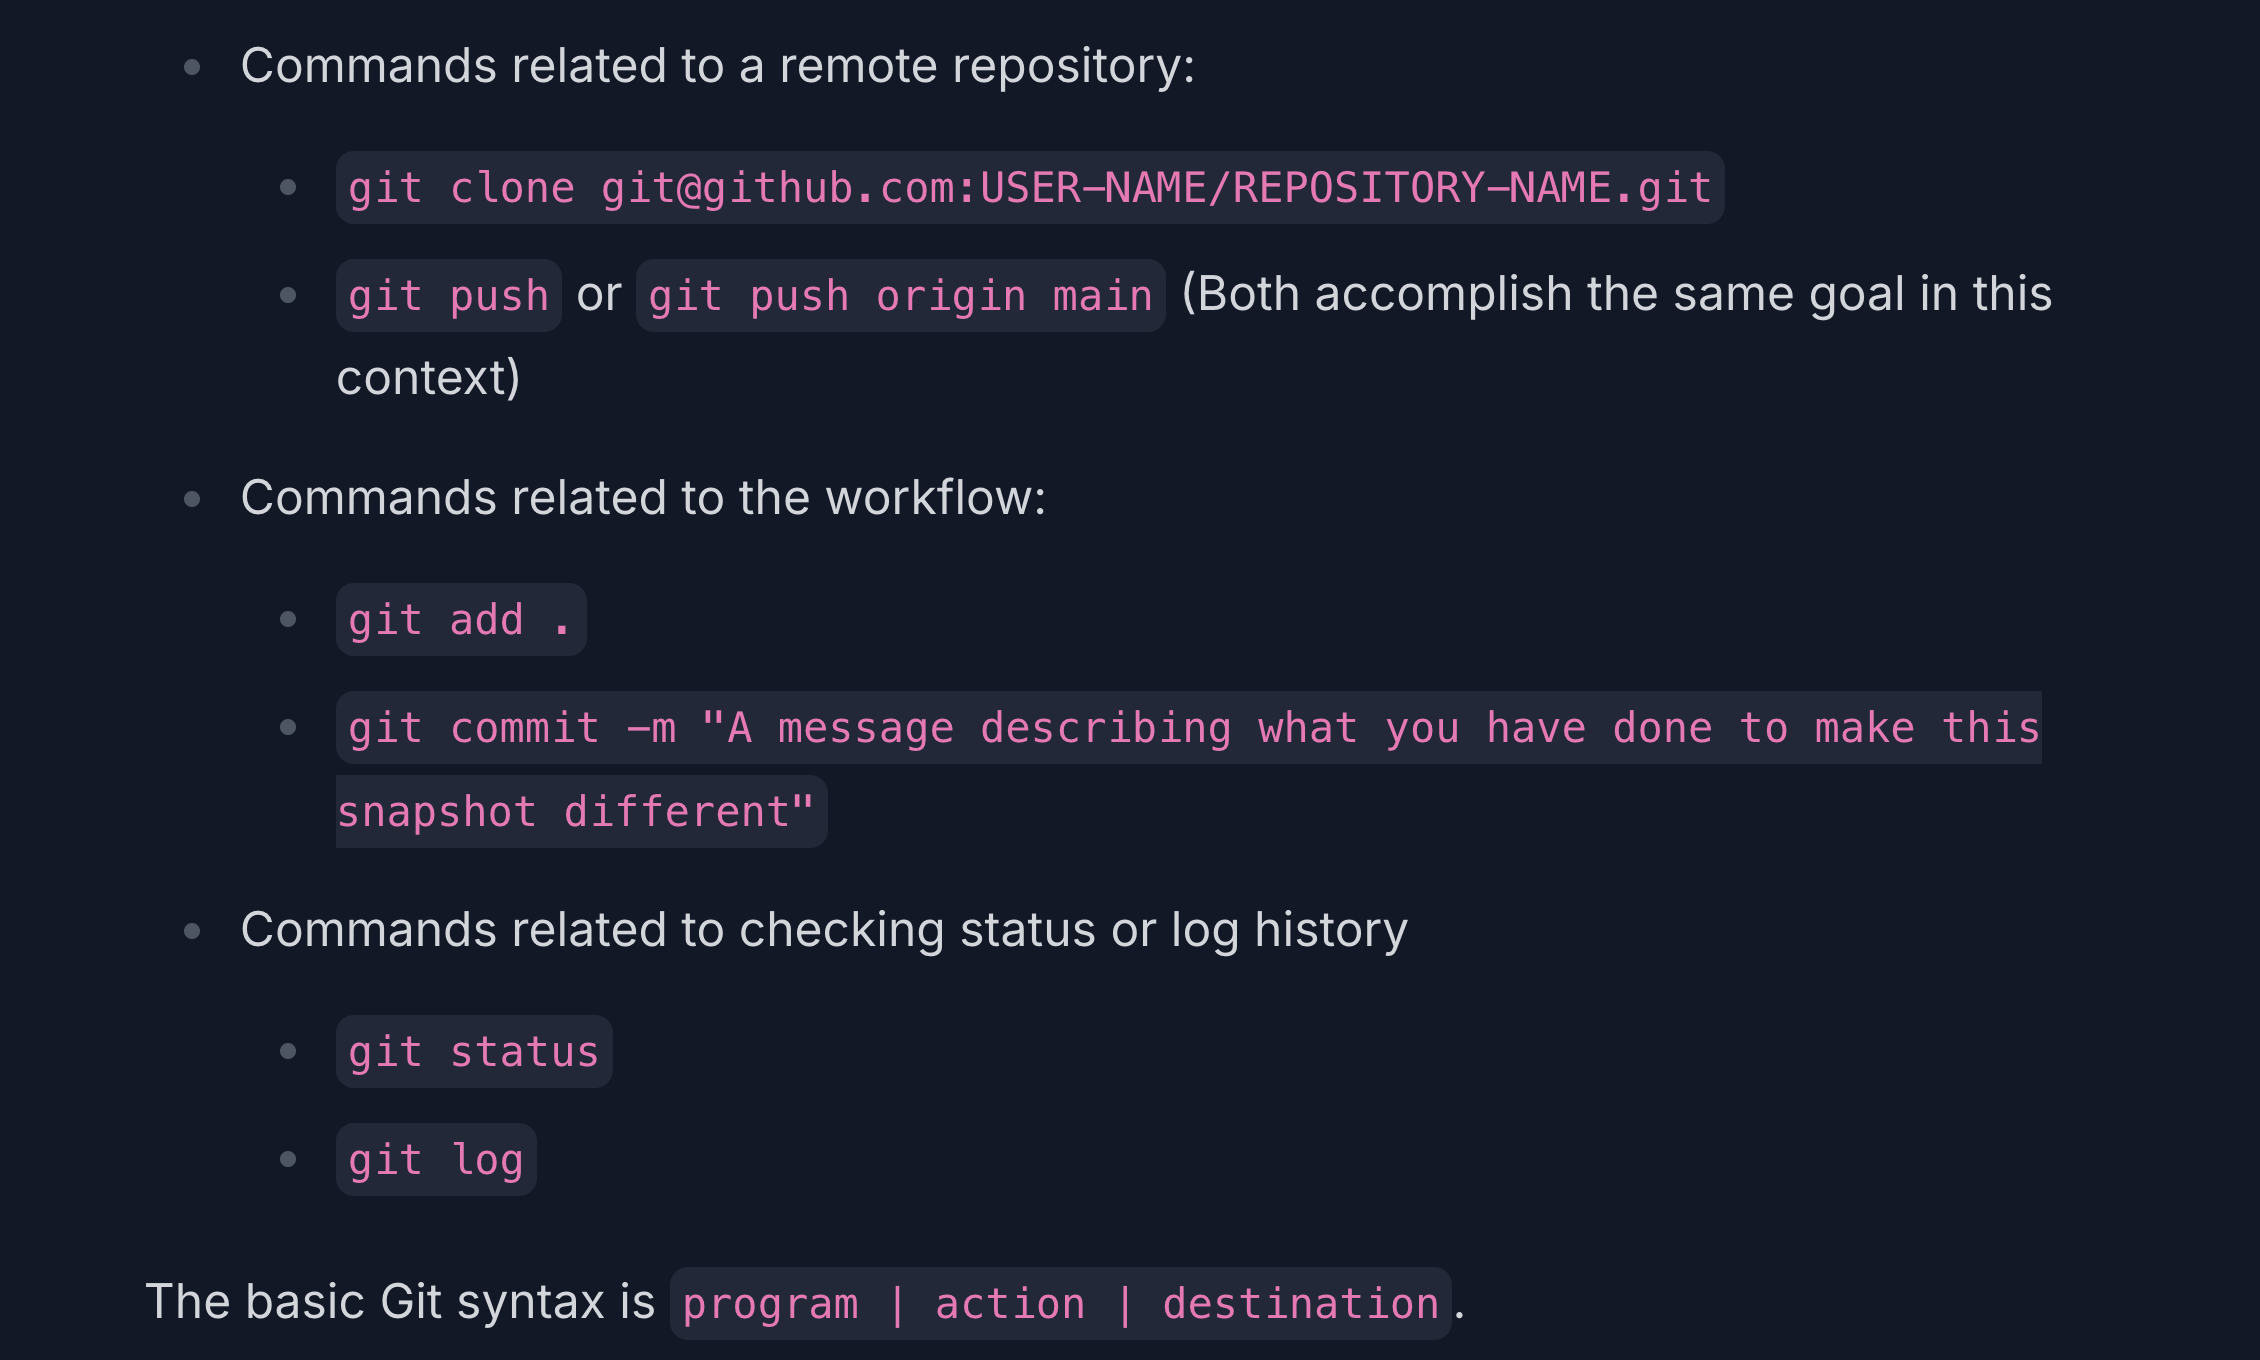 Commands related to a remote repository:
git clone git@github.com:USER-NAME/REPOSITORY-NAME.git
git push or git push origin main (Both accomplish the same goal in this
context)
Commands related to the workflow:
git add .
git commit -m "A message describing what you have done to make this
snapshot different"
Commands related to checking status or log history
git status
git log
The basic Git syntax is program | action | destination.